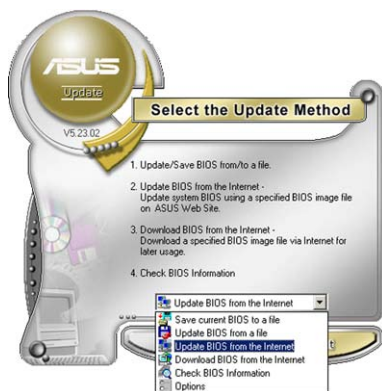 ASUS
Update
V5.23.02
Select the Update Method
1. Update/Save BIOS from/to a file.
2. Update BIOS from the Internet -
Update system BIOS using a specified BIOS image file
on ASUS Web Site.
3. Download BIOS from the Internet -
Download a specified BIOS image file via Internet for
later usage.
4. Check BIOS Information
Update BIOS from the Internet
Save current BIOS to a file
Update BIOS from a file
Update BIOS from the Internet
Download BIOS from the Internet
Check BIOS Information
Options